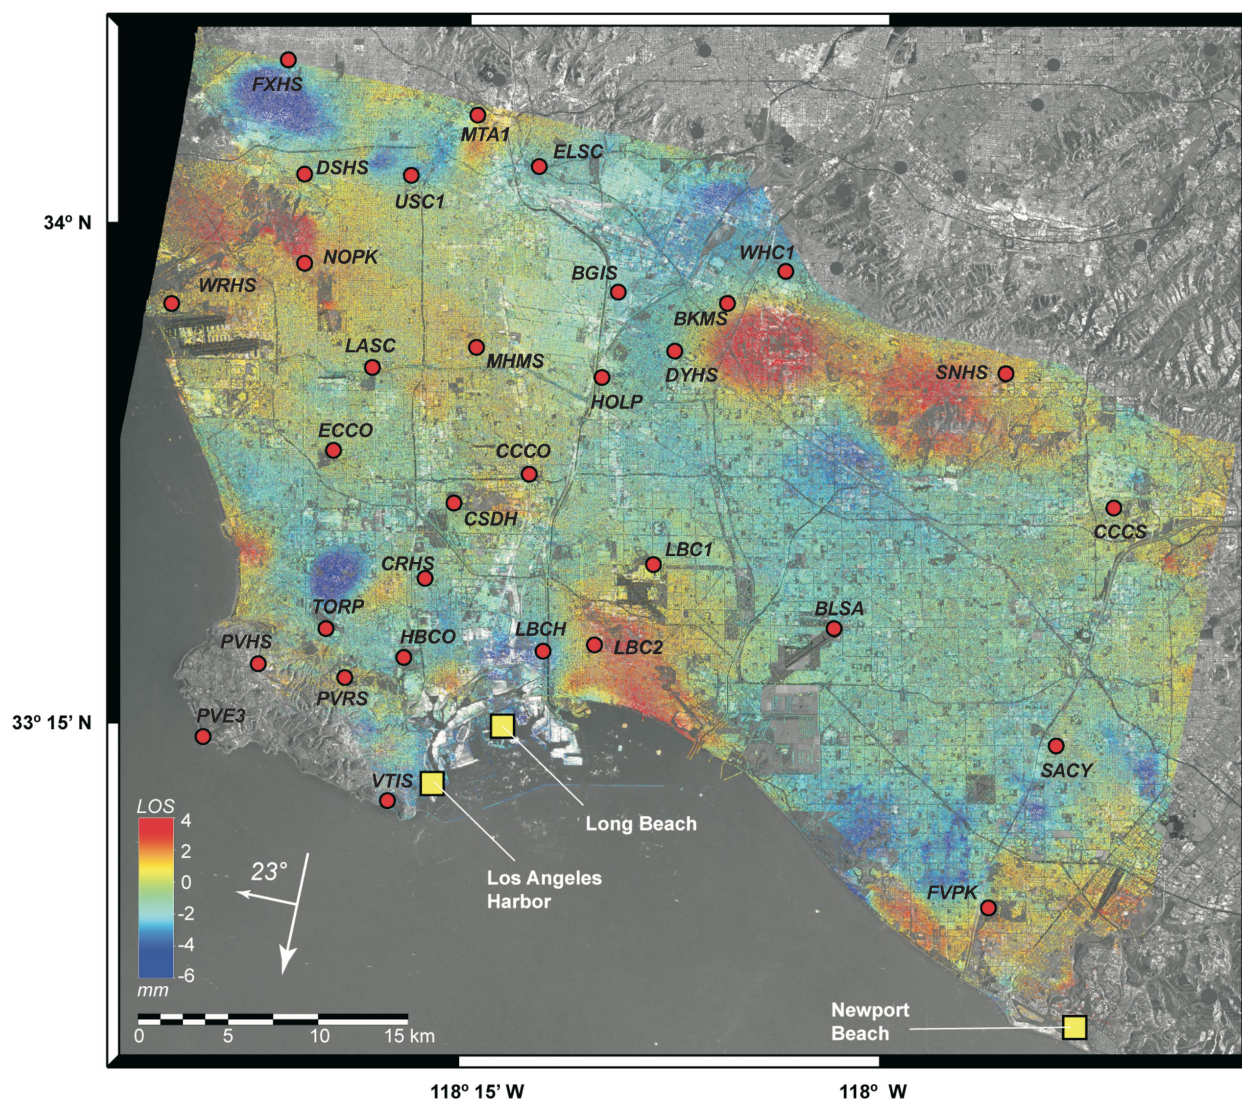 FXHS
MTA1
ELSC
DSHS
USC1
34° N
NOPK
WHC1
BGIS
WRHS
BKMS
LASC
MHMS
DYHS
SNHS
HOLP
ECCO
CCCO
CSDH
CCCS
LBC1
CRHS
TORP
BLSA
LBCH
HBCO
PVHS
LBC2
PVRS
PVE3
33° 15’ N
SACY
VTIS
LOS
4
2
0
-2
-4
-6
mm
23°
Long Beach
Los Angeles
Harbor
FVPK
Newport
Beach
0 5 10 15 km
118° 15’ W
118° W